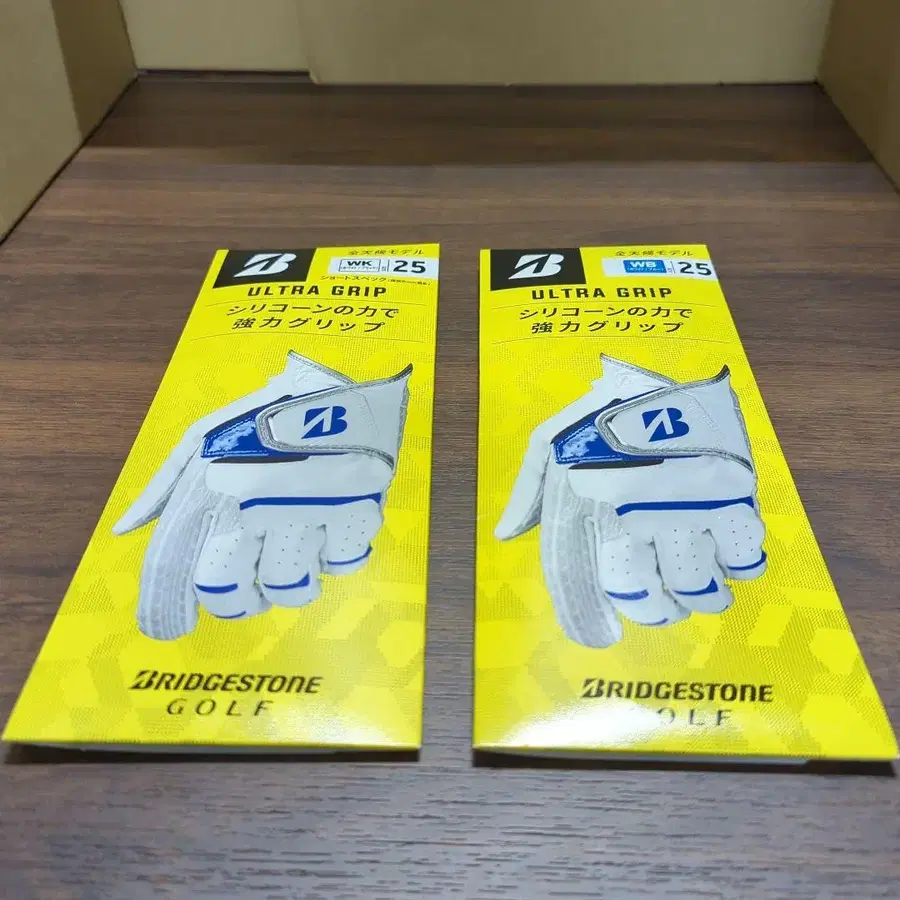 全天候モデル
WK
25
ショートスペック
ULTRA GRIP
シリコーンの力で
強力グリップ
B
BRIDGESTONE
GOLF
全天候モデル
WB
25
ULTRA GRIP
シリコーンの力で
強力グリップ
B
BRIDGESTONE
GOLF